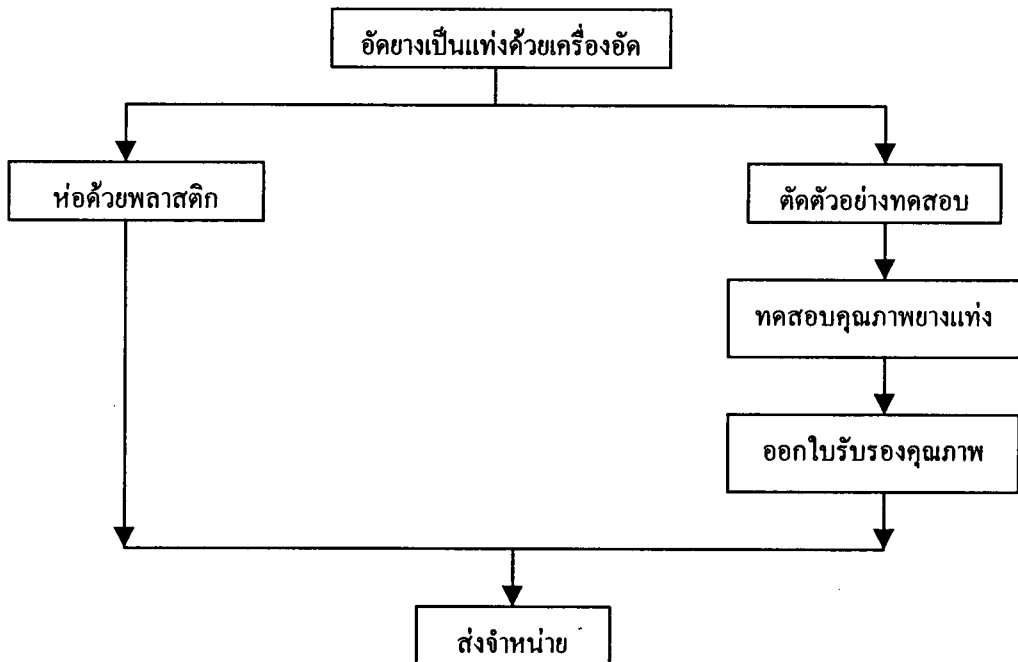 อัดยางเป็นแท่งด้วยเครื่องอัด
ห่อด้วยพลาสติก
ตัดตัวอย่างทดสอบ
ทดสอบคุณภาพยางแท่ง
ออกใบรับรองคุณภาพ
ส่งจำหน่าย